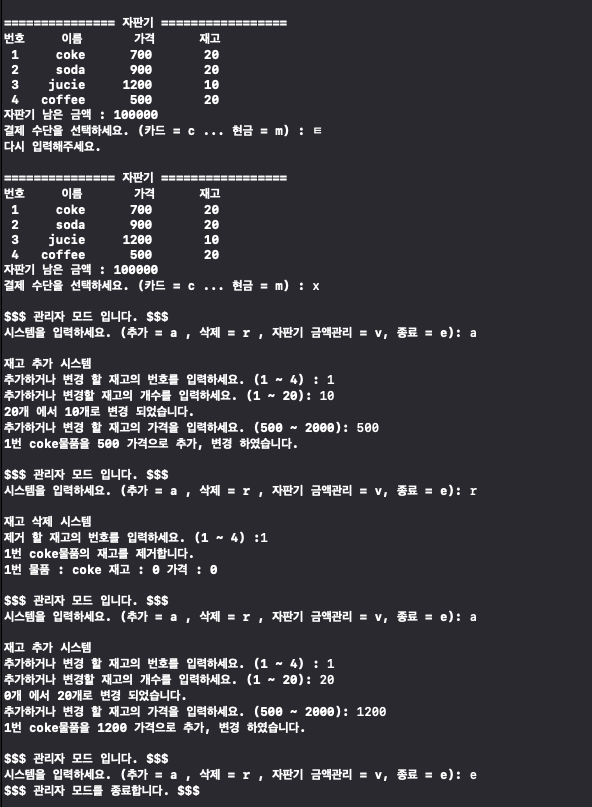 =============== 자판기 =================
번호 이름 가격 재고
1 coke 700 20
2 soda 900 20
3 jucie 1200 10
4 coffee 500 20
자판기 남은 금액 : 100000
결제 수단을 선택하세요. (카드 = c ... 현금 = m) : ㅌ
다시 입력해주세요.
=============== 자판기 =================
번호 이름 가격 재고
1 coke 700 20
2 soda 900 20
3 jucie 1200 10
4 coffee 500 20
자판기 남은 금액 : 100000
결제 수단을 선택하세요. (카드 = c ... 현금 = m) : x
$$$ 관리자 모드 입니다. $$$
시스템을 입력하세요. (추가 = a , 삭제 = r , 자판기 금액관리 = v, 종료 = e): a
재고 추가 시스템
추가하거나 변경 할 재고의 번호를 입력하세요. (1 ~ 4) : 1
추가하거나 변경할 재고의 개수를 입력하세요. (1 ~ 20): 10
20개 에서 10개로 변경 되었습니다.
추가하거나 변경 할 재고의 가격을 입력하세요. (500 ~ 2000): 500
1번 coke물품을 500 가격으로 추가, 변경 하였습니다.
$$$ 관리자 모드 입니다. $$$
시스템을 입력하세요. (추가 = a , 삭제 = r , 자판기 금액관리 = v, 종료 = e): r
재고 삭제 시스템
제거 할 재고의 번호를 입력하세요. (1 ~ 4) :1
1번 coke물품의 재고를 제거합니다.
1번 물품 : coke 재고 : 0 가격 : 0
$$$ 관리자 모드 입니다. $$$
시스템을 입력하세요. (추가 = a , 삭제 = r , 자판기 금액관리 = v, 종료 = e): a
재고 추가 시스템
추가하거나 변경 할 재고의 번호를 입력하세요. (1 ~ 4) : 1
추가하거나 변경할 재고의 개수를 입력하세요. (1 ~ 20): 20
0개 에서 20개로 변경 되었습니다.
추가하거나 변경 할 재고의 가격을 입력하세요. (500 ~ 2000): 1200
1번 coke물품을 1200 가격으로 추가, 변경 하였습니다.
$$$ 관리자 모드 입니다. $$$
시스템을 입력하세요. (추가 = a , 삭제 = r , 자판기 금액관리 = v, 종료 = e): e
$$$ 관리자 모드를 종료합니다. $$$